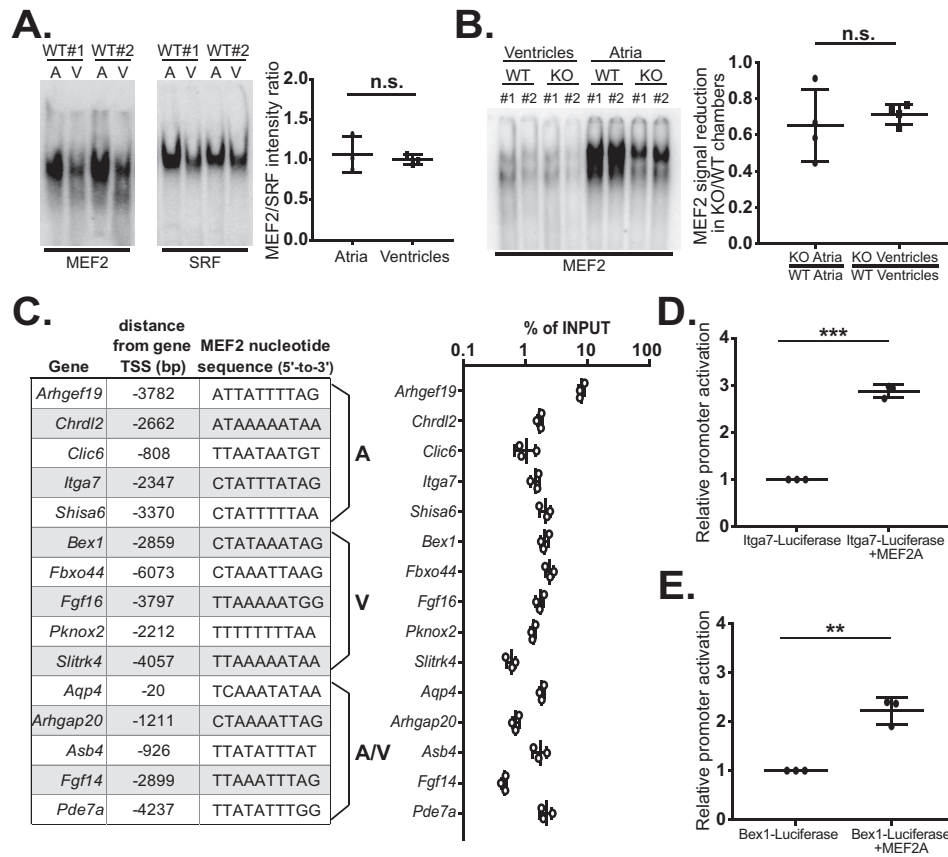 A.
WT#1 WT#2 WT#1 WT#2
A V A V A V A V
MEF2
SRF
MEF2/SRF intensity ratio
2.0
1.5
1.0
0.5
0.0
n.s.
Atria Ventricles
B.
Ventricles Atria
WT KO WT KO
#1 #2 #1 #2 #1 #2 #1 #2
MEF2
MEF2 signal reduction
in KO/WT chambers
1.0
0.8
0.6
0.4
0.2
0.0
n.s.
KO Atria KO Ventricles
WT Atria WT Ventricles
C.
Gene
distance
from gene
TSS (bp)
MEF2 nucleotide
sequence (5'-to-3')
Arhgef19 -3782 ATTATTTTAG
Chrdl2 -2662 ATAAAAATAA
Clic6 -808 TTAATAATGT
Itga7 -2347 CTATTTATAG
Shisa6 -3370 CTATTTTTAA
Bex1 -2859 CTATAAATAG
Fbxo44 -6073 CTAAATTAAG
Fgf16 -3797 TTAAAAATGG
Pknox2 -2212 TTTTTTTTAA
Slitrk4 -4057 TTAAAAATAA
Aqp4 -20 TCAAATATAA
Arhgap20 -1211 CTAAAATTAG
Asb4 -926 TTATATTTAT
Fgf14 -2899 TTAAATTTAG
Pde7a -4237 TTATATTTGG
A
V
A/V
% of INPUT
0.1 1 10 100
Arhgef19
Chrdl2
Clic6
Itga7
Shisa6
Bex1
Fbxo44
Fgf16
Pknox2
Slitrk4
Aqp4
Arhgap20
Asb4
Fgf14
Pde7a
D.
Relative promoter activation
4
3
2
1
0
***
Itga7-Luciferase Itga7-Luciferase
+MEF2A
E.
Relative promoter activation
4
3
2
1
0
**
Bex1-Luciferase Bex1-Luciferase
+MEF2A